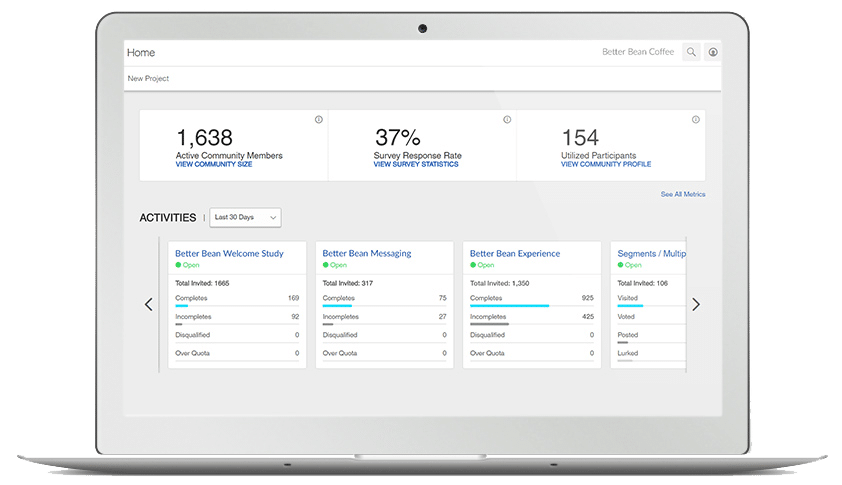 Home
Better Bean Coffee
New Project
1,638
Active Community Members
VIEW COMMUNITY SIZE
37%
Survey Response Rate
VIEW SURVEY STATISTICS
154
Utilized Participants
VIEW COMMUNITY PROFILE
See All Metrics
ACTIVITIES | Last 30 Days
Better Bean Welcome Study
Open
Total Invited: 1665
Completes 169
Incompletes 92
Disqualified 0
Over Quota 0
Better Bean Messaging
Open
Total Invited: 317
Completes 75
Incompletes 27
Disqualified 0
Over Quota 0
Better Bean Experience
Open
Total Invited: 1,350
Completes 925
Incompletes 425
Disqualified 0
Over Quota 0
Segments / Multip
Open
Total Invited: 106
Visited
Voted
Posted
Lurked